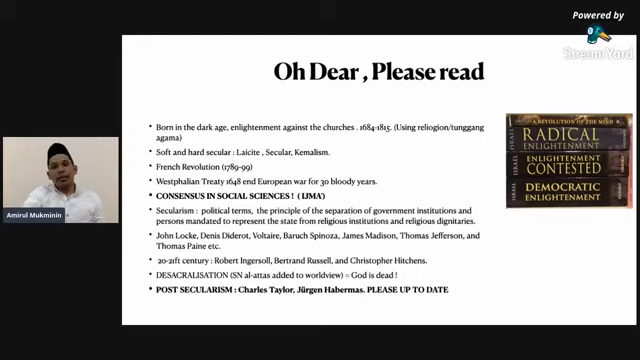 Powered by
StreamYard
Oh Dear , Please read
• Born in the dark age, enlightenment against the churches . 1684-1815. (Using reliogion/tunggang
agama)
• Soft and hard secular : Laicite , Secular, Kemalism.
• French Revolution (1789-99)
• Westphalian Treaty 1648 end European war for 30 bloody years.
• CONSENSUS IN SOCIAL SCIENCES ! ( IJMA')
• Secularism : political terms, the principle of the separation of government institutions and
persons mandated to represent the state from religious institutions and religious dignitaries.
• John Locke, Denis Diderot, Voltaire, Baruch Spinoza, James Madison, Thomas Jefferson, and
Thomas Paine etc.
• 20-21ft century : Robert Ingersoll, Bertrand Russell, and Christopher Hitchens.
• DESACRALISATION (SN al-attas added to worldview) = God is dead !
• POST SECULARISM : Charles Taylor, Jürgen Habermas. PLEASE UP TO DATE
A REVOLUTION OF THE MIND
ISRAEL
RADICAL
ENLIGHTENMENT
ISRAEL
ENLIGHTENMENT
CONTESTED
ISRAEL
DEMOCRATIC
ENLIGHTENMENT
Amirul Mukminin